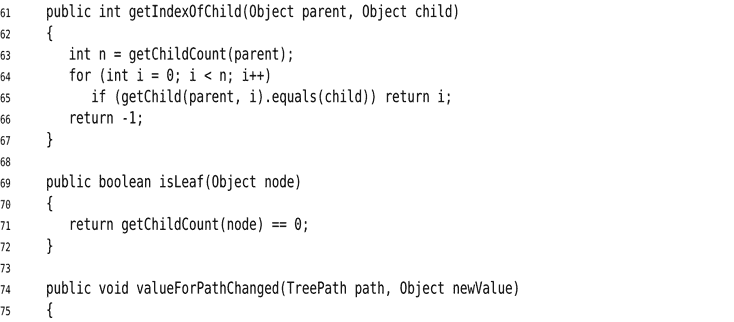 61 public int getIndexOfChild(Object parent, Object child)
62 {
63 int n = getChildCount(parent);
64 for (int i = 0; i < n; i++)
65 if (getChild(parent, i).equals(child)) return i;
66 return -1;
67 }
68
69 public boolean isLeaf(Object node)
70 {
71 return getChildCount(node) == 0;
72 }
73
74 public void valueForPathChanged(TreePath path, Object newValue)
75 {